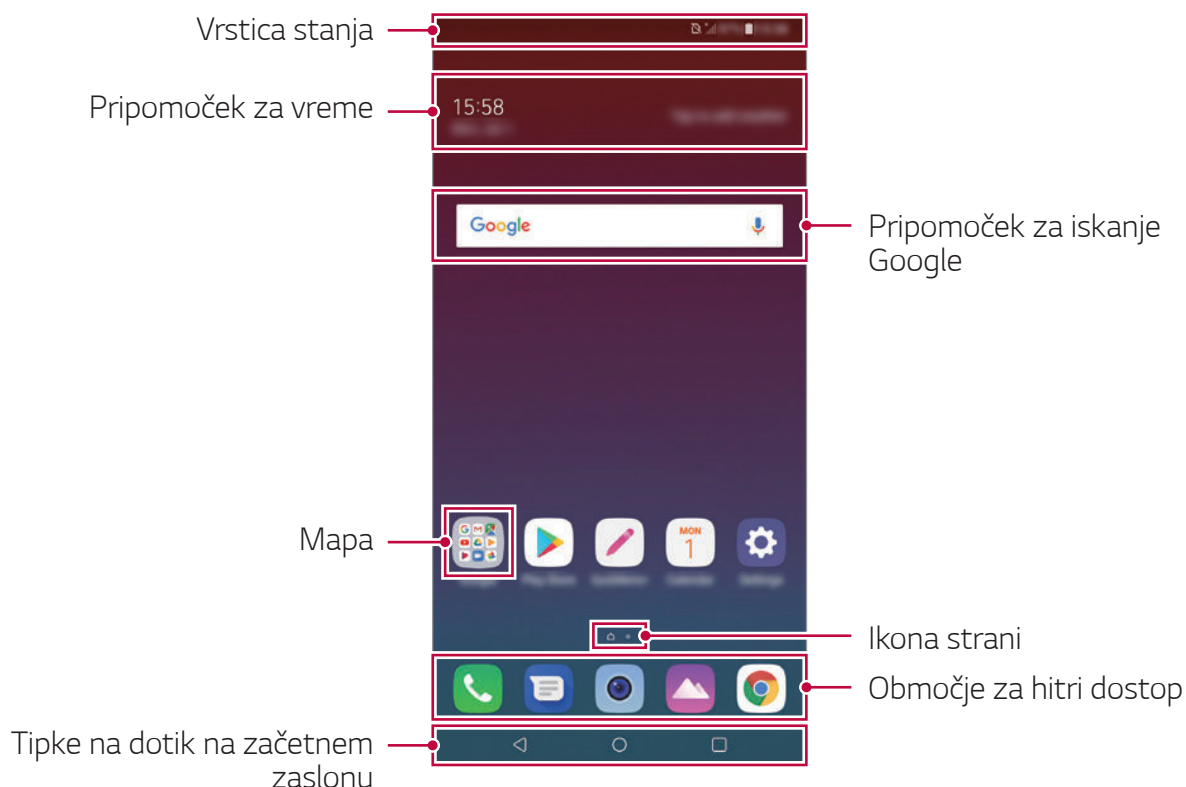 Vrstica stanja
Pripomoček za vreme
15:58
Google
Pripomoček za iskanje
Google
Mapa
MON
1
Ikona strani
Območje za hitri dostop
Tipke na dotik na začetnem
zaslonu